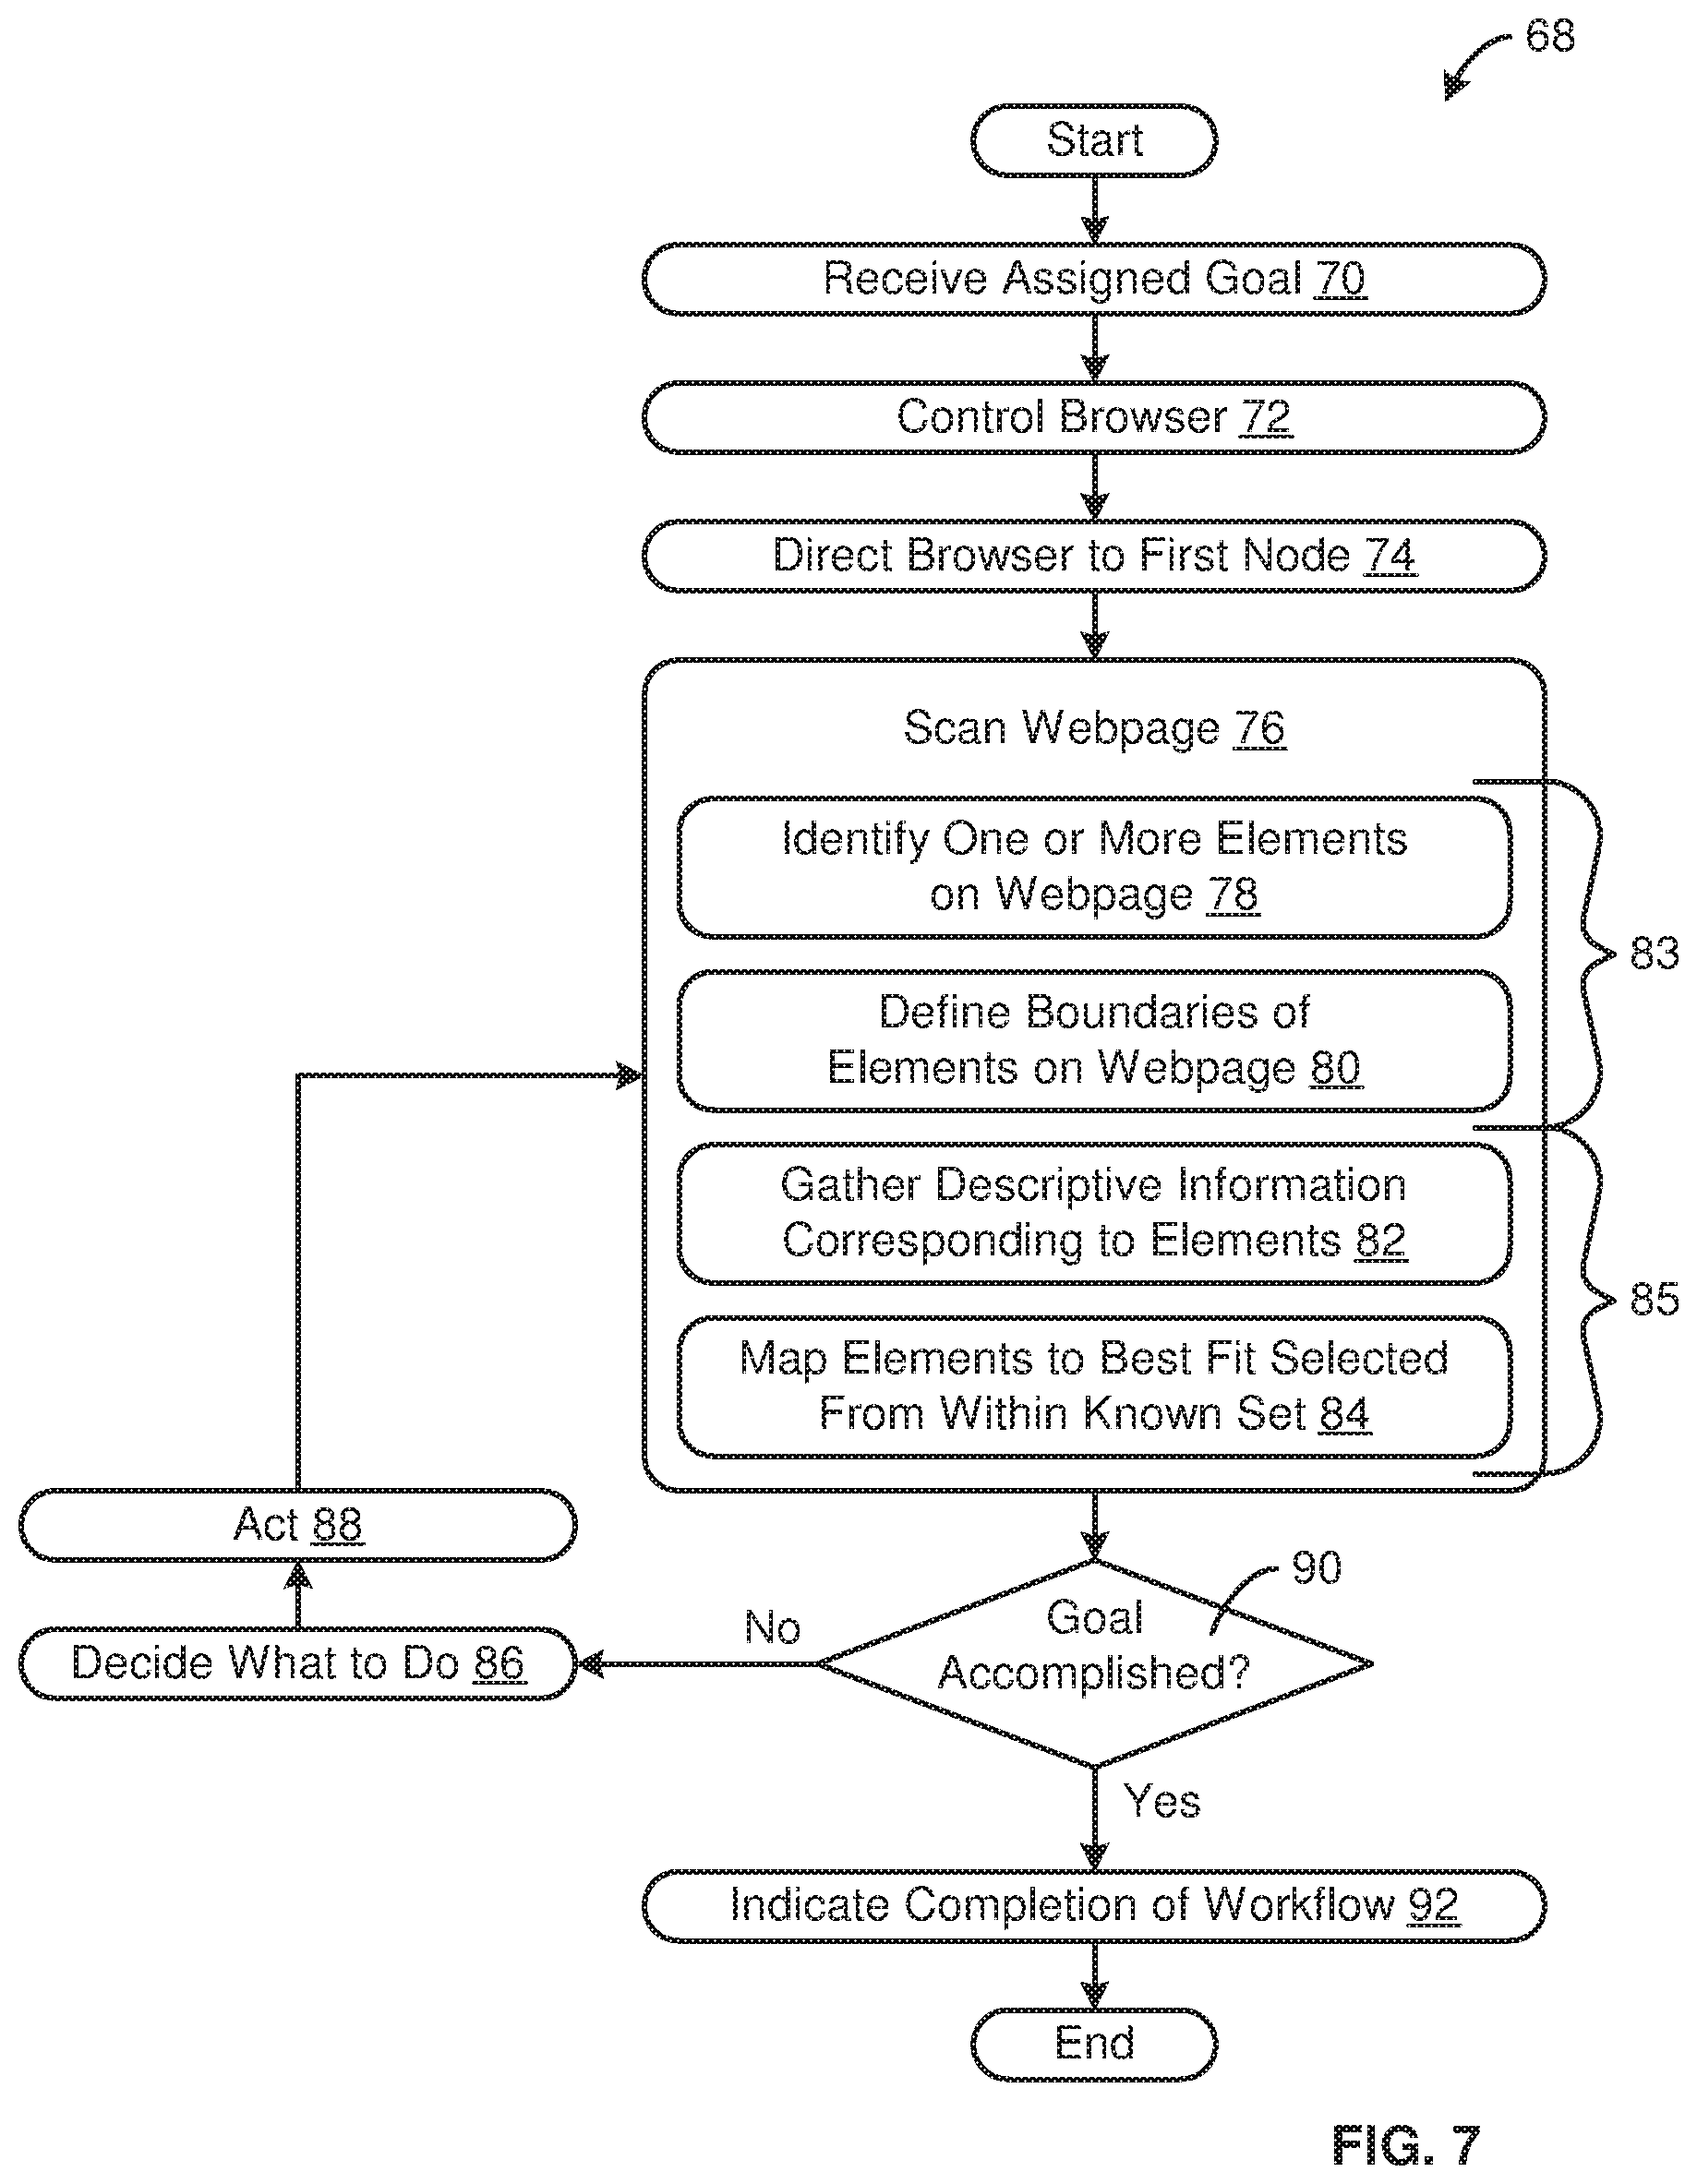 68
Start
Receive Assigned Goal 70
Control Browser 72
Direct Browser to First Node 74
Scan Webpage 76
Identify One or More Elements
on Webpage 78
83
Define Boundaries of
Elements on Webpage 80
Gather Descriptive Information
Corresponding to Elements 82
85
Map Elements to Best Fit Selected
From Within Known Set 84
Act 88
90
Goal
Accomplished?
No
Decide What to Do 86
Yes
Indicate Completion of Workflow 92
End
FIG. 7